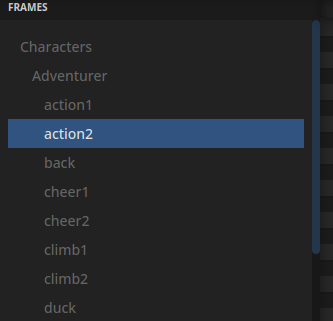 FRAMES
Characters
Adventurer
action1
action2
back
cheer1
cheer2
climb1
climb2
duck